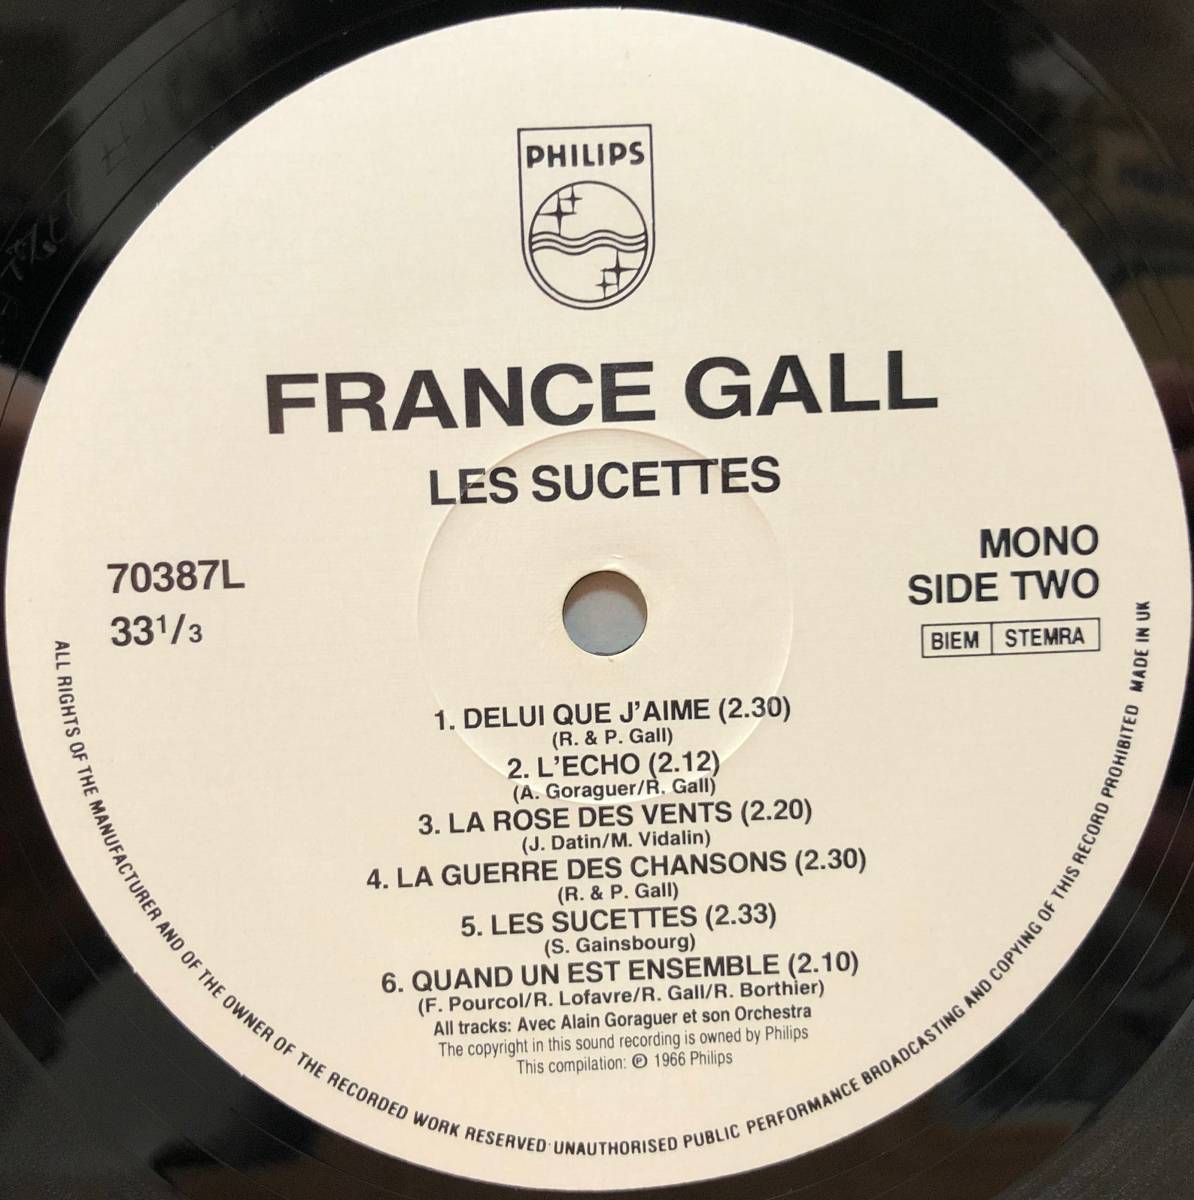 PHILIPS
FRANCE GALL
LES SUCETTES
70387L
33¹/₃
MONO
SIDE TWO
BIEM STEMRA
1. DELUI QUE J'AIME (2.30)
(R. & P. Gall)
2. L'ECHO (2.12)
(A. Goraguer/R. Gall)
3. LA ROSE DES VENTS (2.20)
(J. Datin/M. Vidalin)
4. LA GUERRE DES CHANSONS (2.30)
(R. & P. Gall)
5. LES SUCETTES (2.33)
(S. Gainsbourg)
6. QUAND UN EST ENSEMBLE (2.10)
(F. Pourcol/R. Lofavre/R. Gall/R. Borthier)
All tracks: Avec Alain Goraguer et son Orchestra
The copyright in this sound recording is owned by Philips
This compilation: ℗ 1966 Philips
ALL RIGHTS OF THE MANUFACTURER AND OF THE OWNER OF THE RECORDED WORK RESERVED · UNAUTHORISED PUBLIC PERFORMANCE BROADCASTING AND COPYING OF THIS RECORD PROHIBITED MADE IN UK